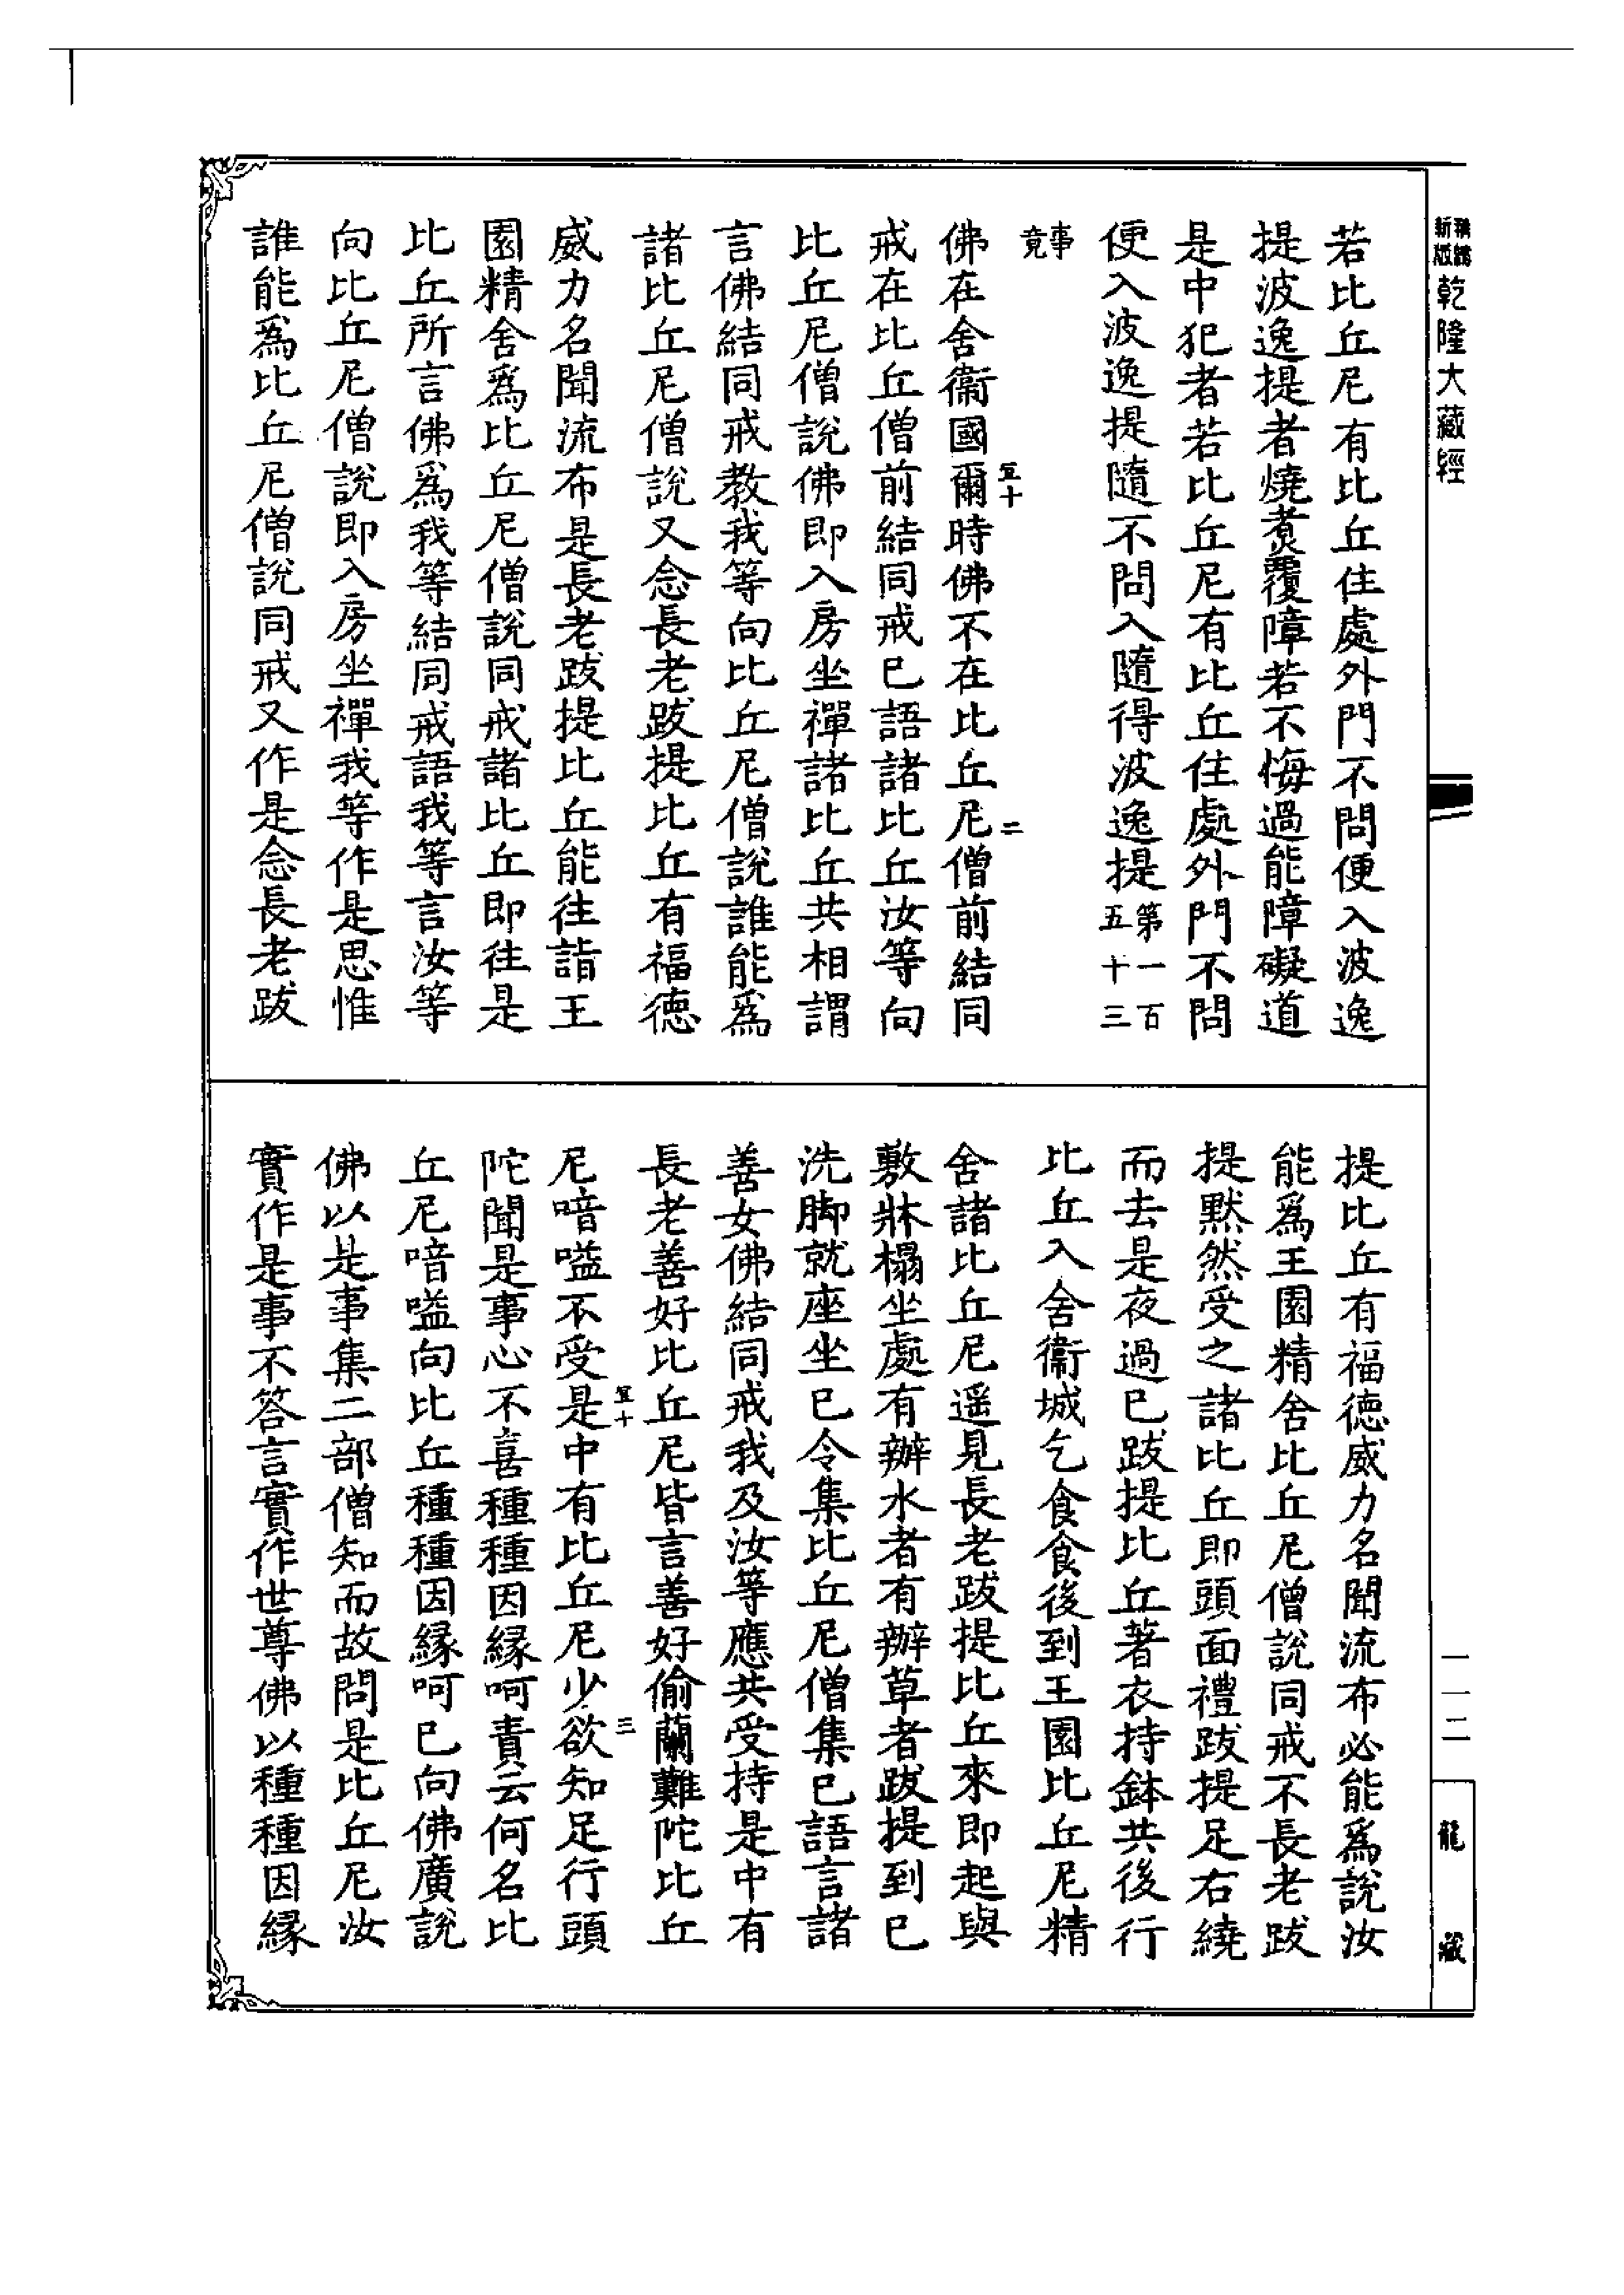 新版精縮
乾隆大藏經
若比丘尼有比丘住處外門不問便入波逸
提波逸提者燒煮覆障若不悔過能障礙道
是中犯者若比丘尼有比丘住處外門不問
便入波逸提隨不問入隨得波逸提第一百五十三
事竟
佛在舍衞國爾時佛不在比丘尼僧前結同
戒在比丘僧前結同戒已語諸比丘汝等向
比丘尼僧說佛即入房坐禪諸比丘共相謂
言佛結同戒教我等向比丘尼僧說誰能爲
諸比丘尼僧說又念長老跋提比丘有福德
威力名聞流布是長老跋提比丘能往詣王
園精舍爲比丘尼僧說同戒諸比丘即往是
比丘所言佛爲我等結同戒語我等言汝等
向比丘尼僧說即入房坐禪我等作是思惟
誰能爲比丘尼僧說同戒又作是念長老跋
宜十
二
提比丘有福德威力名聞流布必能爲說汝
能爲王園精舍比丘尼僧說同戒不長老跋
提黙然受之諸比丘即頭面禮跋提足右繞
而去是夜過已跋提比丘著衣持鉢共後行
比丘入舍衞城乞食食後到王園比丘尼精
舍諸比丘尼遥見長老跋提比丘來即起與
敷牀榻坐處有辦水者有辦草者跋提到已
洗脚就座坐已令集比丘尼僧集已語言諸
善女佛結同戒我及汝等應共受持是中有
長老善好比丘尼皆言善好偷蘭難陀比丘
尼喑嗌不受是中有比丘尼少欲知足行頭
陀聞是事心不喜種種因緣呵責云何名比
丘尼喑嗌向比丘種種因緣呵已向佛廣說
佛以是事集二部僧知而故問是比丘尼汝
實作是事不答言實作世尊佛以種種因緣
宜十
三
一一二
龍藏